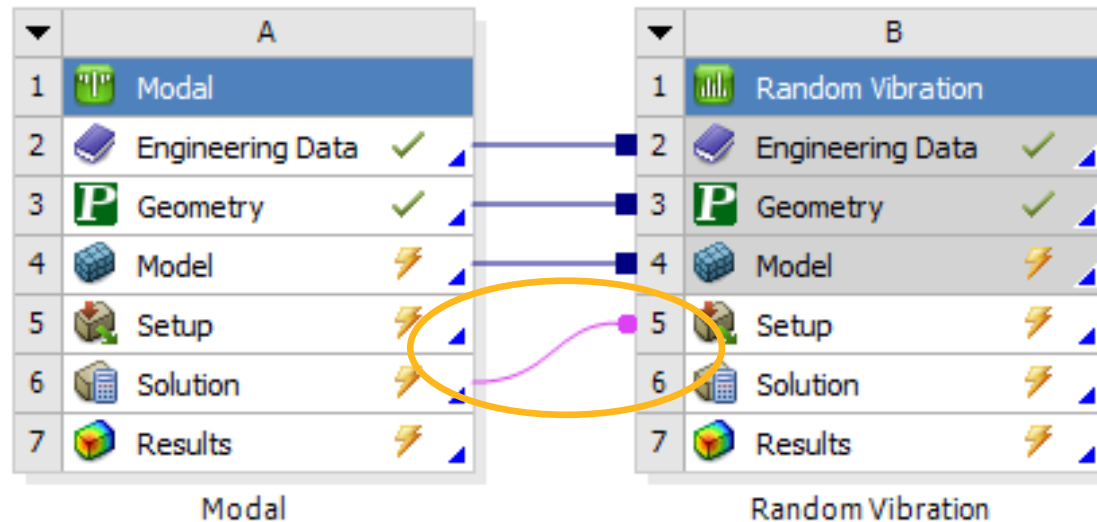 A
1 Modal
2 Engineering Data
3 P Geometry
4 Model
5 Setup
6 Solution
7 Results
Modal
B
1 Random Vibration
2 Engineering Data
3 P Geometry
4 Model
5 Setup
6 Solution
7 Results
Random Vibration